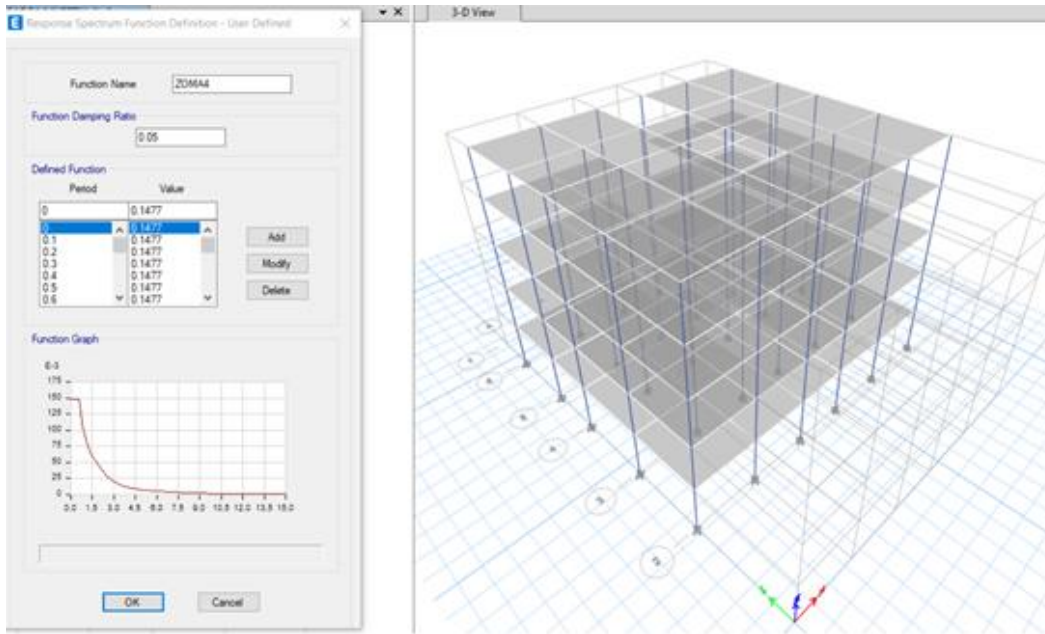 Response Spectrum Function Definition - User Defined
Function Name
ZOMA4
Function Damping Ratio
0.05
Defined Function
Period Value
0 0.1477
0 0.1477
0.1 0.1477
0.2 0.1477
0.3 0.1477
0.4 0.1477
0.5 0.1477
0.6 0.1477
Add
Modify
Delete
Function Graph
E-3
175
150
125
100
75
50
25
0
0.0 1.5 3.0 4.5 6.0 7.5 9.0 10.5 12.0 13.5 15.0
OK Cancel
3-D View